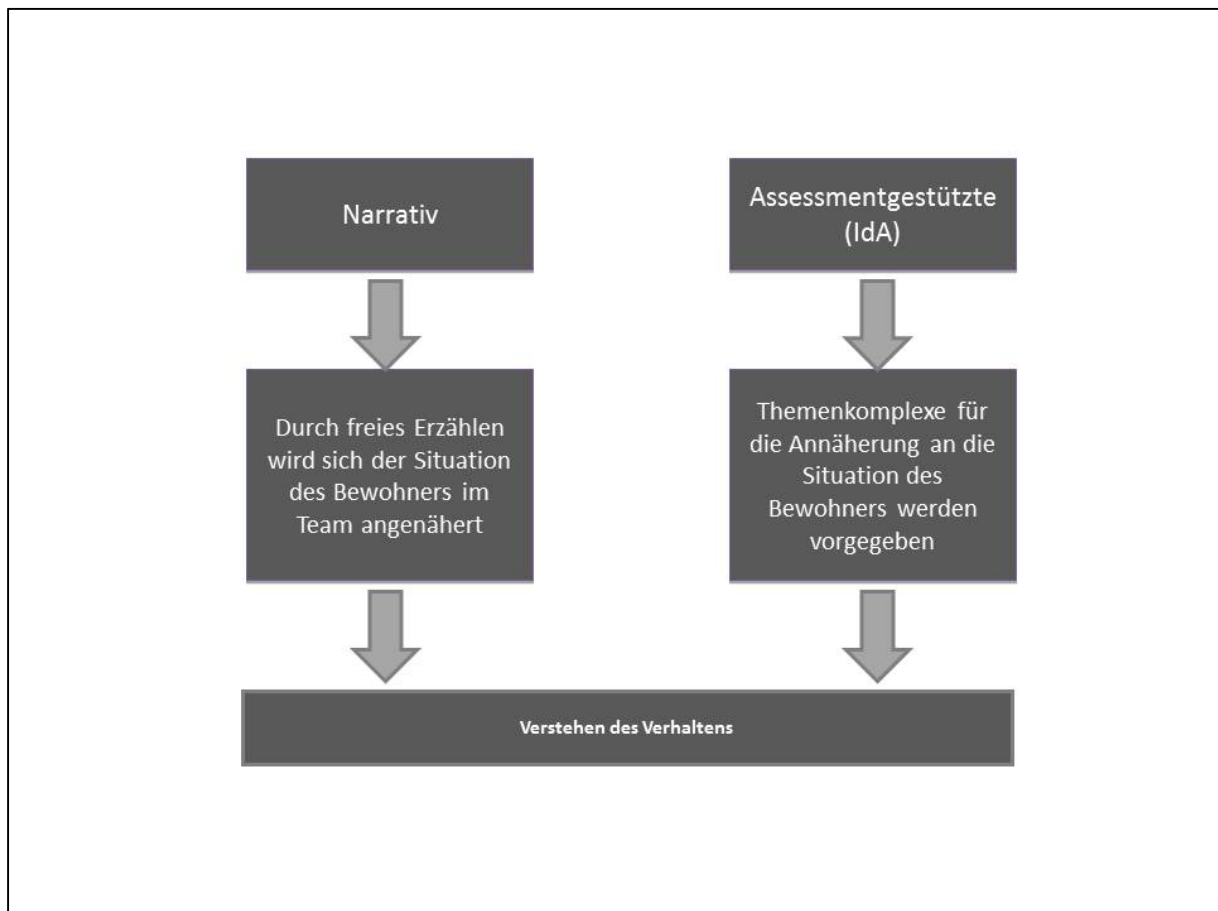 Narrativ
Assessmentgestützte
(IdA)
Durch freies Erzählen
wird sich der Situation
des Bewohners im
Team angenähert
Themenkomplexe für
die Annäherung an die
Situation des
Bewohners werden
vorgegeben
Verstehen des Verhaltens